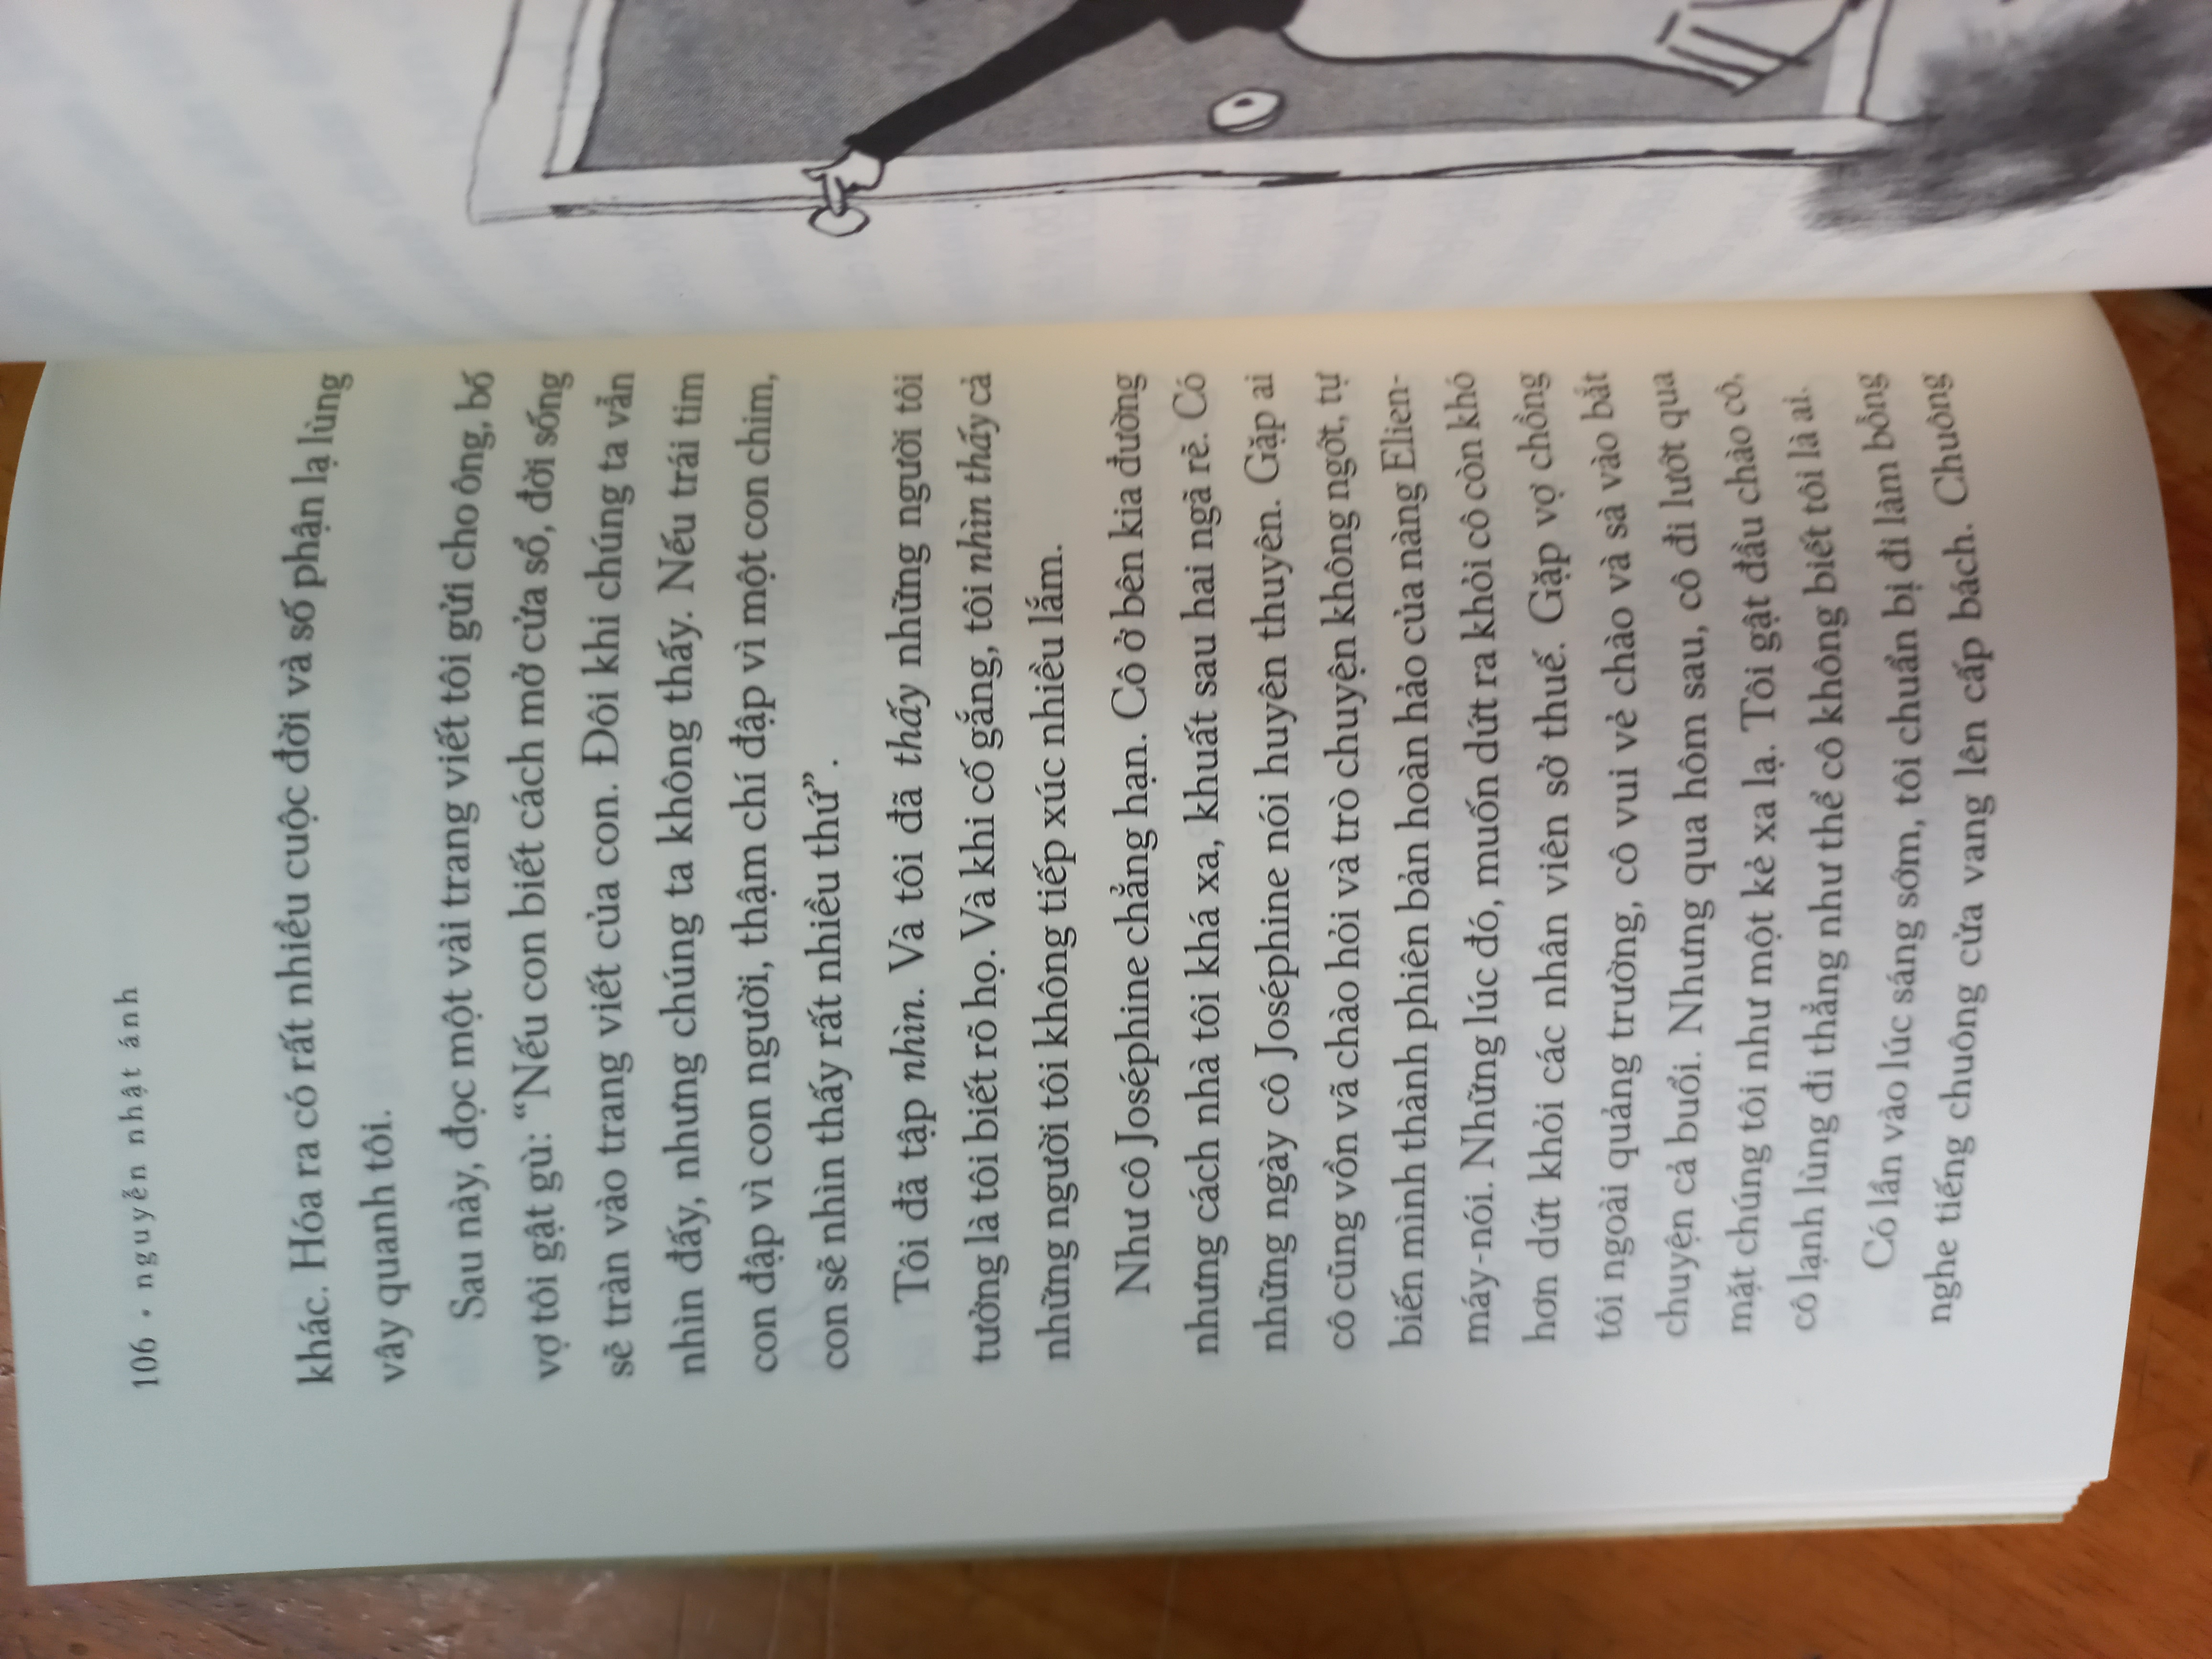 106 • nguyễn nhật ánh
khác. Hóa ra có rất nhiều cuộc đời và số phận lạ lùng
vây quanh tôi.
Sau này, đọc một vài trang viết tôi gửi cho ông, bố
vợ tôi gật gù: “Nếu con biết cách mở cửa sổ, đời sống
sẽ tràn vào trang viết của con. Đôi khi chúng ta vẫn
nhìn đấy, nhưng chúng ta không thấy. Nếu trái tim
con đập vì con người, thậm chí đập vì một con chim,
con sẽ nhìn thấy rất nhiều thứ”.
Tôi đã tập nhìn. Và tôi đã thấy những người tôi
tưởng là tôi biết rõ họ. Và khi cố gắng, tôi nhìn thấy cả
những người tôi không tiếp xúc nhiều lắm.
Như cô Joséphine chẳng hạn. Cô ở bên kia đường
nhưng cách nhà tôi khá xa, khuất sau hai ngã rẽ. Có
những ngày cô Joséphine nói huyên thuyên. Gặp ai
cô cũng vồn vã chào hỏi và trò chuyện không ngớt, tự
biến mình thành phiên bản hoàn hảo của nàng Elien-
máy-nói. Những lúc đó, muốn dứt ra khỏi cô còn khó
hơn dứt khỏi các nhân viên sở thuế. Gặp vợ chồng
tôi ngoài quảng trường, cô vui vẻ chào và sà vào bắt
chuyện cả buổi. Nhưng qua hôm sau, cô đi lướt qua
mặt chúng tôi như một kẻ xa lạ. Tôi gật đầu chào cô,
cô lạnh lùng đi thẳng như thể cô không biết tôi là ai.
Có lần vào lúc sáng sớm, tôi chuẩn bị đi làm bỗng
nghe tiếng chuông cửa vang lên cấp bách. Chuông